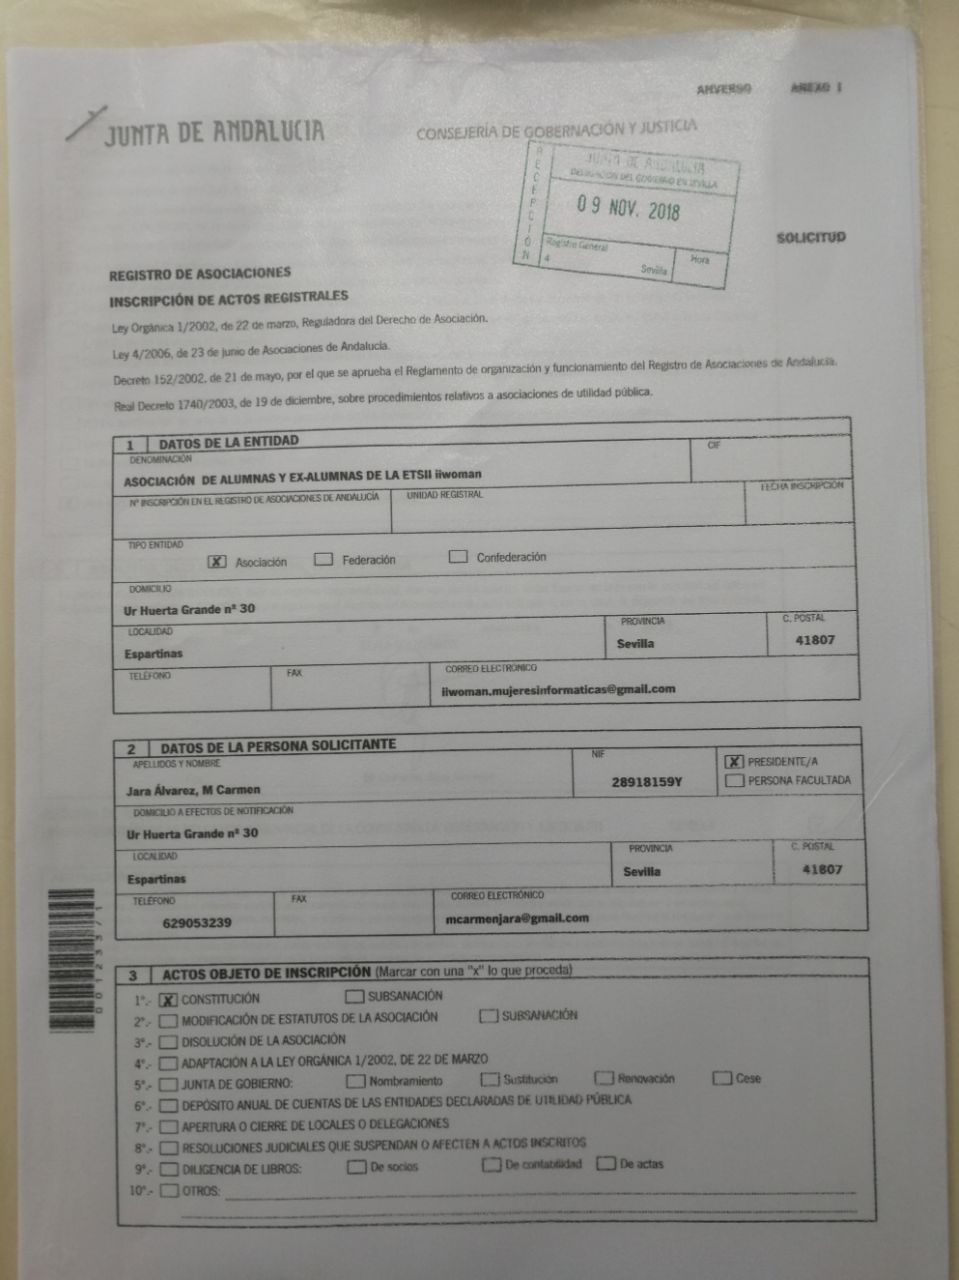 ANVERSO ANEXO I
JUNTA DE ANDALUCIA
CONSEJERÍA DE GOBERNACIÓN Y JUSTICIA
RECEPCIÓN
JUNTA DE ANDALUCIA
DELEGACIÓN DEL GOBIERNO EN SEVILLA
09 NOV. 2018
Registro General
4
Sevilla
Hora
SOLICITUD
REGISTRO DE ASOCIACIONES
INSCRIPCIÓN DE ACTOS REGISTRALES
Ley Orgánica 1/2002, de 22 de marzo, Reguladora del Derecho de Asociación.
Ley 4/2006, de 23 de junio de Asociaciones de Andalucía.
Decreto 152/2002, de 21 de mayo, por el que se aprueba el Reglamento de organización y funcionamiento del Registro de Asociaciones de Andalucía.
Real Decreto 1740/2003, de 19 de diciembre, sobre procedimientos relativos a asociaciones de utilidad pública.
1 DATOS DE LA ENTIDAD
DENOMINACIÓN CIF
ASOCIACIÓN DE ALUMNAS Y EX-ALUMNAS DE LA ETSII iiwoman
Nº INSCRIPCIÓN EN EL REGISTRO DE ASOCIACIONES DE ANDALUCÍA UNIDAD REGISTRAL FECHA INSCRIPCIÓN
TIPO ENTIDAD
X Asociación Federación Confederación
DOMICILIO
Ur Huerta Grande nº 30
LOCALIDAD PROVINCIA C. POSTAL
Espartinas Sevilla 41807
TELÉFONO FAX CORREO ELECTRÓNICO
iiwoman.mujeresinformaticas@gmail.com
2 DATOS DE LA PERSONA SOLICITANTE
APELLIDOS Y NOMBRE NIF X PRESIDENTE/A
Jara Álvarez, M Carmen 28918159Y PERSONA FACULTADA
DOMICILIO A EFECTOS DE NOTIFICACIÓN
Ur Huerta Grande nº 30
LOCALIDAD PROVINCIA C. POSTAL
Espartinas Sevilla 41807
TELÉFONO FAX CORREO ELECTRÓNICO
629053239 mcarmenjara@gmail.com
3 ACTOS OBJETO DE INSCRIPCIÓN (Marcar con una "x" lo que proceda)
1º.- X CONSTITUCIÓN SUBSANACIÓN
2º.- MODIFICACIÓN DE ESTATUTOS DE LA ASOCIACIÓN SUBSANACIÓN
3º.- DISOLUCIÓN DE LA ASOCIACIÓN
4º.- ADAPTACIÓN A LA LEY ORGÁNICA 1/2002, DE 22 DE MARZO
5º.- JUNTA DE GOBIERNO: Nombramiento Sustitución Renovación Cese
6º.- DEPÓSITO ANUAL DE CUENTAS DE LAS ENTIDADES DECLARADAS DE UTILIDAD PÚBLICA
7º.- APERTURA O CIERRE DE LOCALES O DELEGACIONES
8º.- RESOLUCIONES JUDICIALES QUE SUSPENDAN O AFECTEN A ACTOS INSCRITOS
9º.- DILIGENCIA DE LIBROS: De socios De contabilidad De actas
10º.- OTROS: